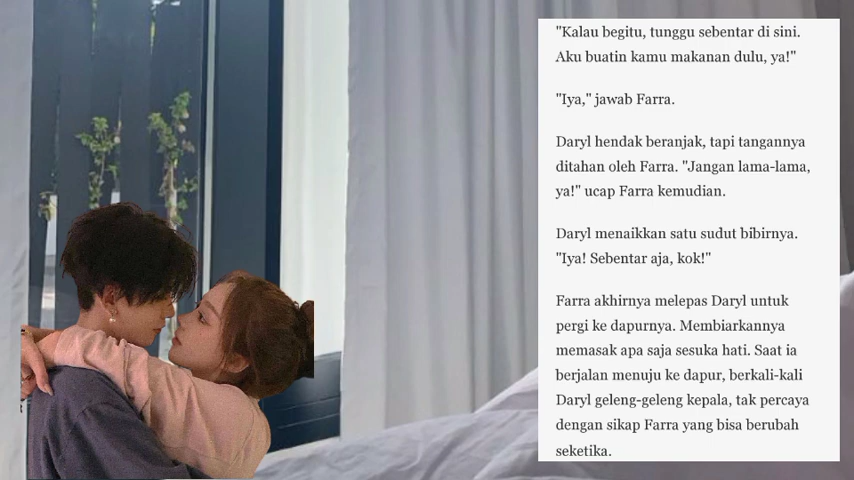 "Kalau begitu, tunggu sebentar di sini.
Aku buatin kamu makanan dulu, ya!"
"Iya," jawab Farra.
Daryl hendak beranjak, tapi tangannya
ditahan oleh Farra. "Jangan lama-lama,
ya!" ucap Farra kemudian.
Daryl menaikkan satu sudut bibirnya.
"Iya! Sebentar aja, kok!"
Farra akhirnya melepas Daryl untuk
pergi ke dapurnya. Membiarkannya
memasak apa saja sesuka hati. Saat ia
berjalan menuju ke dapur, berkali-kali
Daryl geleng-geleng kepala, tak percaya
dengan sikap Farra yang bisa berubah
seketika.